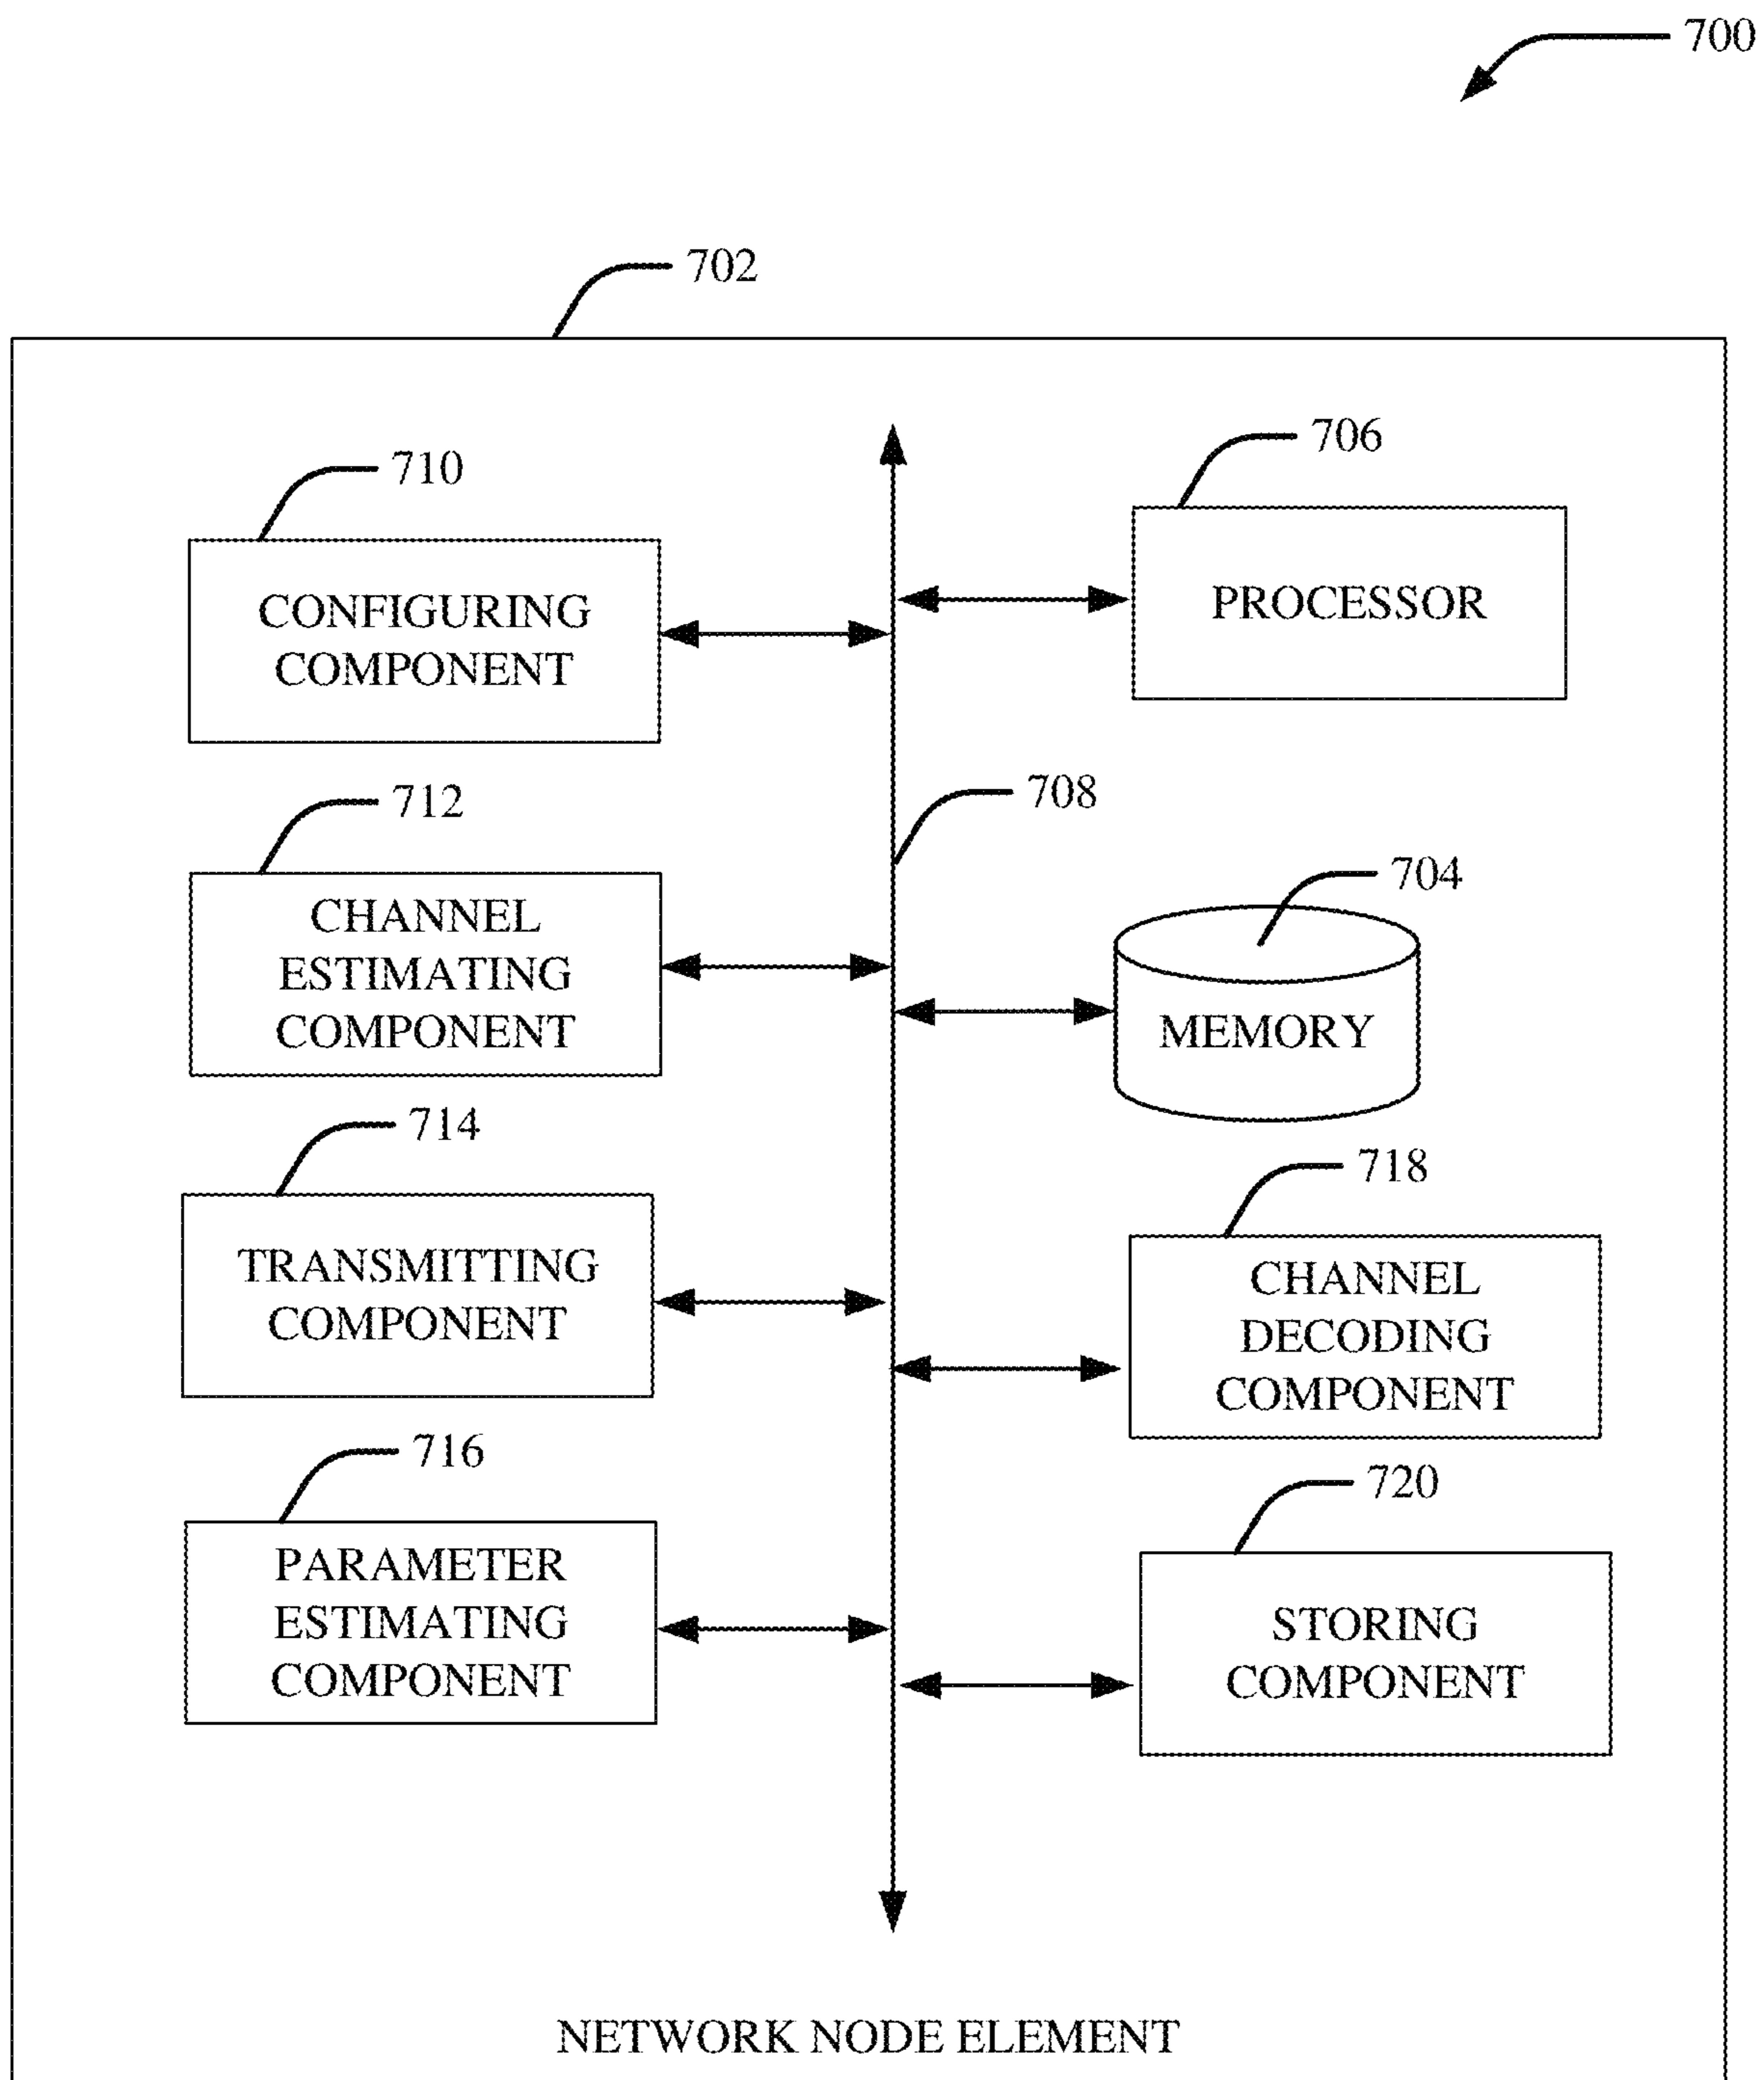 700
702
710
CONFIGURING
COMPONENT
706
PROCESSOR
712
CHANNEL
ESTIMATING
COMPONENT
708
704
MEMORY
714
TRANSMITTING
COMPONENT
718
CHANNEL
DECODING
COMPONENT
716
PARAMETER
ESTIMATING
COMPONENT
720
STORING
COMPONENT
NETWORK NODE ELEMENT